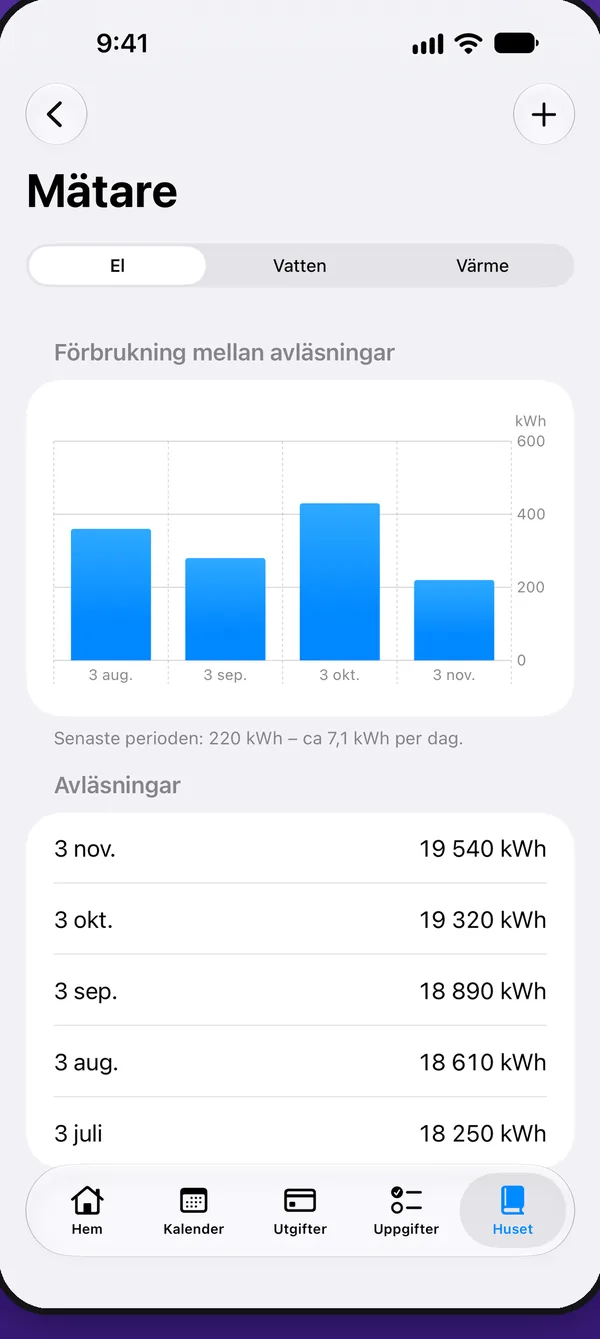 9:41
Mätare
El Vatten Värme
Förbrukning mellan avläsningar
kWh
600
400
200
0
3 aug. 3 sep. 3 okt. 3 nov.
Senaste perioden: 220 kWh – ca 7,1 kWh per dag.
Avläsningar
3 nov. 19 540 kWh
3 okt. 19 320 kWh
3 sep. 18 890 kWh
3 aug. 18 610 kWh
3 juli 18 250 kWh
Hem Kalender Utgifter Uppgifter Huset